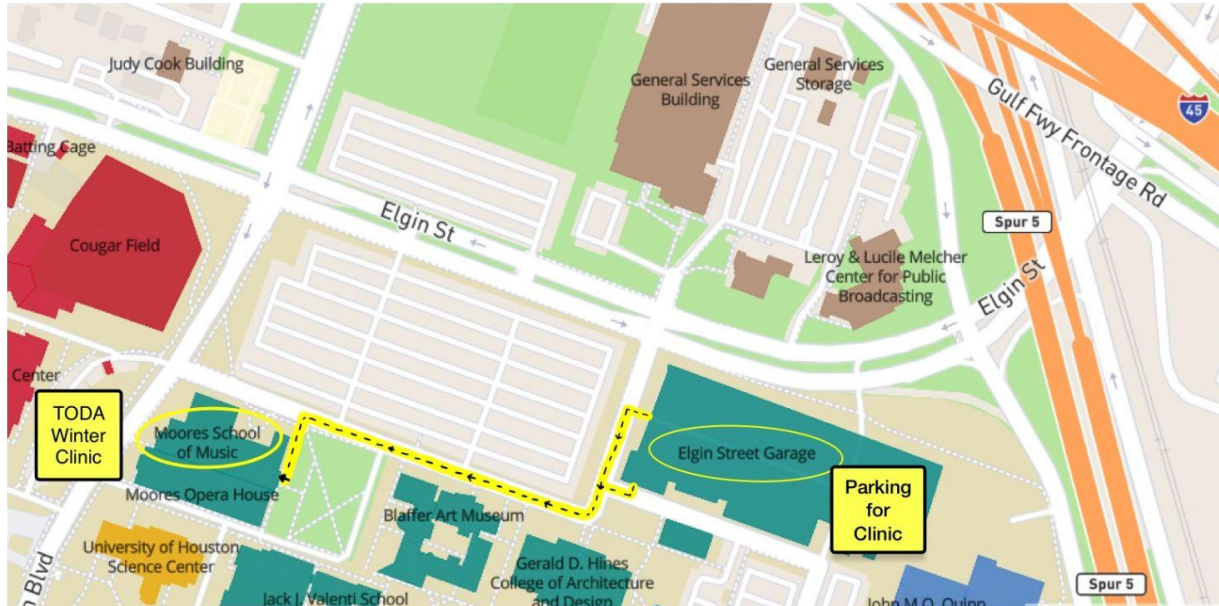 Judy Cook Building
General Services
Building
General Services
Storage
45
Gulf Fwy Frontage Rd
Batting Cage
Elgin St
Spur 5
Cougar Field
Leroy & Lucile Melcher
Center for Public
Broadcasting
Elgin St
Center
TODA
Winter
Clinic
Moores School
of Music
Elgin Street Garage
Parking
for
Clinic
Moores Opera House
Blaffer Art Museum
University of Houston
Science Center
Gerald D. Hines
College of Architecture
and Design
Blvd
Spur 5
Jack J. Valenti School
John M.O. Quinn